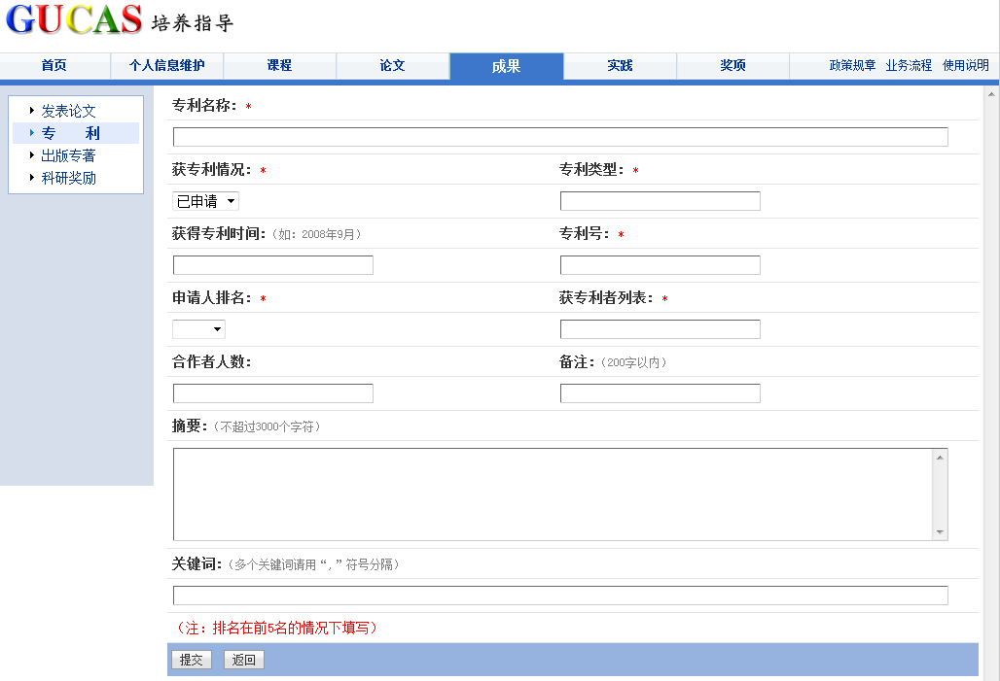 GUCAS 培养指导
首页 个人信息维护 课程 论文 成果 实践 奖项 政策规章 业务流程 使用说明
发表论文
专 利
出版专著
科研奖励
专利名称：*
获专利情况：* 专利类型：*
已申请
获得专利时间：（如：2008年9月） 专利号：*
申请人排名：* 获专利者列表：*
合作者人数： 备注：（200字以内）
摘要：（不超过3000个字符）
关键词：（多个关键词请用“,”符号分隔）
（注：排名在前5名的情况下填写）
提交 返回